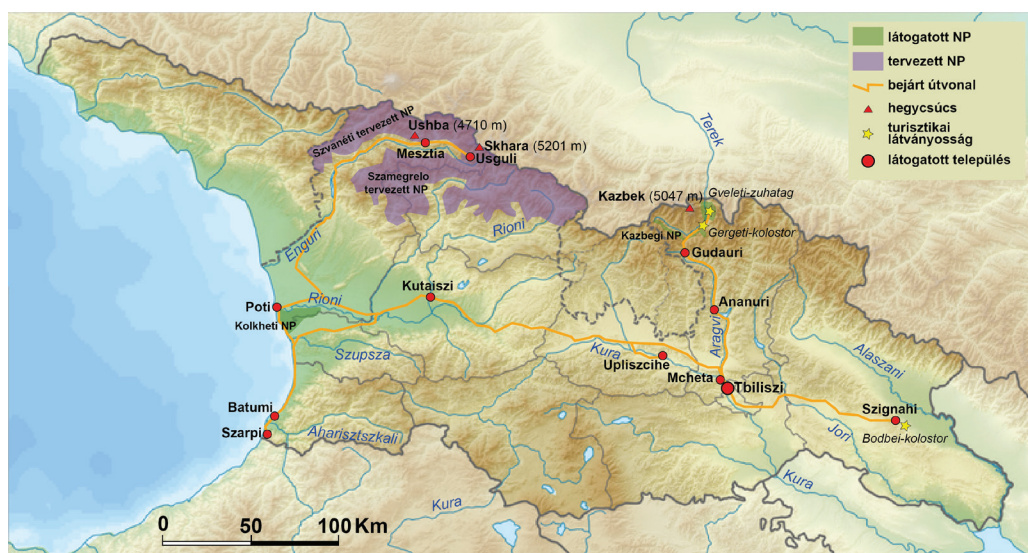 látogatott NP
tervezett NP
bejárt útvonal
hegycsúcs
turisztikai
látványosság
látogatott település
Szvanéti tervezett NP
Ushba (4710 m)
Mesztia
Skhara (5201 m)
Usguli
Szamegrelo
tervezett NP
Terek
Kazbek (5047 m)
Gveleti-zuhatag
Gergeti-kolostor
Kazbegi NP
Gudauri
Rioni
Enguri
Kutaiszi
Poti
Rioni
Kolkheti NP
Ananuri
Aragvi
Szupsza
Kura
Upliszcihe
Mcheta
Tbiliszi
Alaszani
Batumi
Szarpi
Aharisztszkali
Szignahi
Bodbei-kolostor
Jori
Kura
Kura
0 50 100 Km